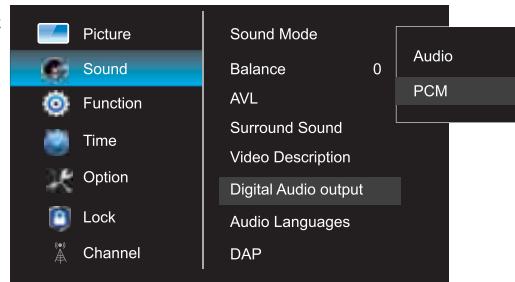 Picture
Sound
Function
Time
Option
Lock
Channel
Sound Mode
Balance 0
AVL
Surround Sound
Video Description
Digital Audio output
Audio Languages
DAP
Audio
PCM